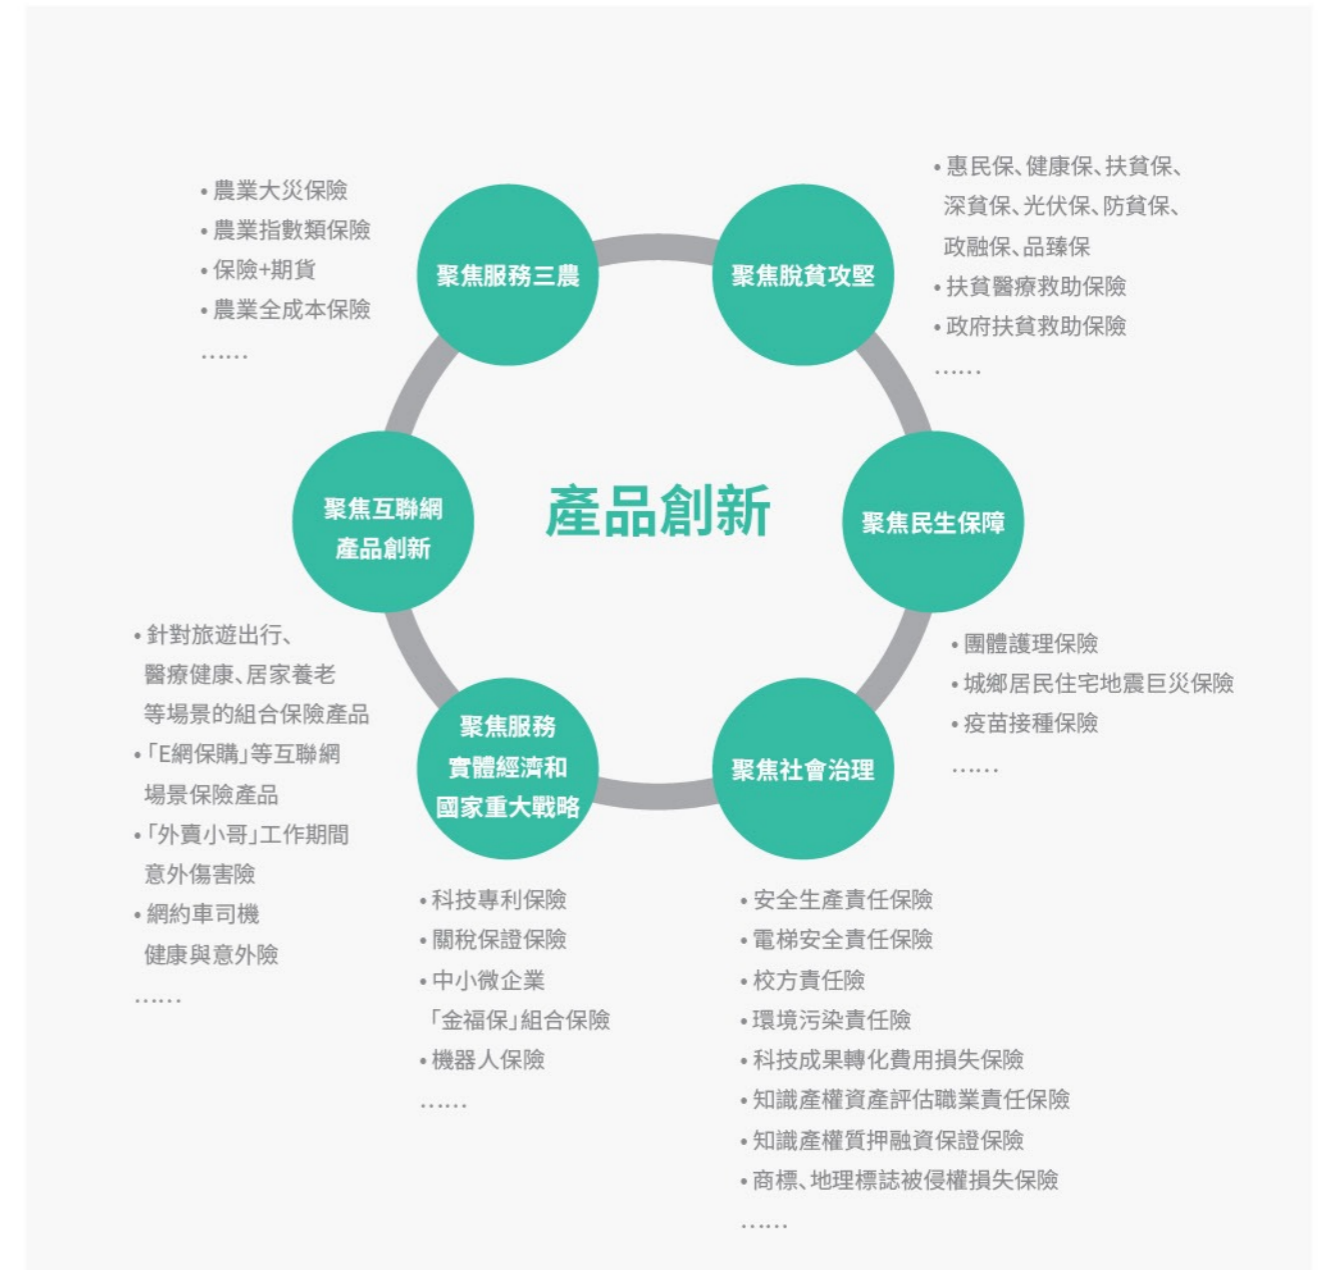 產品創新
聚焦服務三農
• 農業大災保險
• 農業指數類保險
• 保險+期貨
• 農業全成本保險
……
聚焦脫貧攻堅
• 惠民保、健康保、扶貧保、
深貧保、光伏保、防貧保、
政融保、品臻保
• 扶貧醫療救助保險
• 政府扶貧救助保險
……
聚焦民生保障
• 團體護理保險
• 城鄉居民住宅地震巨災保險
• 疫苗接種保險
……
聚焦社會治理
• 安全生產責任保險
• 電梯安全責任保險
• 校方責任險
• 環境污染責任險
• 科技成果轉化費用損失保險
• 知識產權資產評估職業責任保險
• 知識產權質押融資保證保險
• 商標、地理標誌被侵權損失保險
……
聚焦服務
實體經濟和
國家重大戰略
• 科技專利保險
• 關稅保證保險
• 中小微企業
「金福保」組合保險
• 機器人保險
……
聚焦互聯網
產品創新
• 針對旅遊出行、
醫療健康、居家養老
等場景的組合保險產品
• 「E網保購」等互聯網
場景保險產品
• 「外賣小哥」工作期間
意外傷害險
• 網約車司機
健康與意外險
……